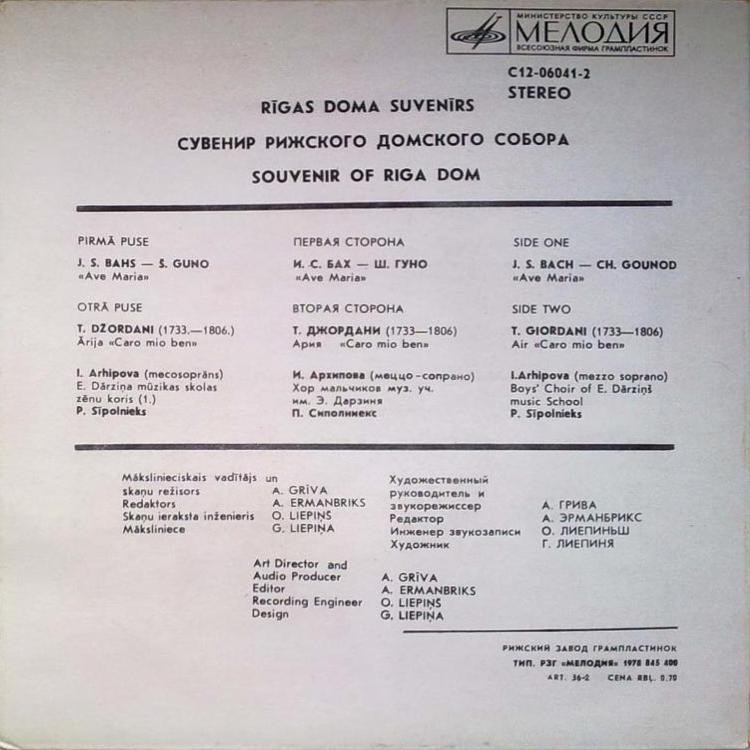 МИНИСТЕРСТВО КУЛЬТУРЫ СССР
МЕЛОДИЯ
ВСЕСОЮЗНАЯ ФИРМА ГРАМПЛАСТИНОК
С12-06041-2
STEREO
RĪGAS DOMA SUVENĪRS
СУВЕНИР РИЖСКОГО ДОМСКОГО СОБОРА
SOUVENIR OF RIGA DOM
PIRMĀ PUSE
J. S. BAHS — Š. GUNO
«Ave Maria»
OTRĀ PUSE
T. DŽORDANI (1733.—1806.)
Ārija «Caro mio ben»
I. Arhipova (mecosoprāns)
E. Dārziņa mūzikas skolas
zēnu koris (1.)
P. Sīpolnieks
ПЕРВАЯ СТОРОНА
И. С. БАХ — Ш. ГУНО
«Ave Maria»
ВТОРАЯ СТОРОНА
Т. ДЖОРДАНИ (1733—1806)
Ария «Caro mio ben»
И. Архипова (меццо-сопрано)
Хор мальчиков муз. уч.
им. Э. Дарзиня
П. Сиполниекс
SIDE ONE
J. S. BACH — CH. GOUNOD
«Ave Maria»
SIDE TWO
T. GIORDANI (1733—1806)
Air «Caro mio ben»
I.Arhipova (mezzo soprano)
Boys' Choir of E. Dārziņš
music School
P. Sīpolnieks
Mākslinieciskais vadītājs un
skaņu režisors A. GRĪVA
Redaktors A. ERMANBRIKS
Skaņu ieraksta inženieris O. LIEPIŅŠ
Māksliniece G. LIEPIŅA
Художественный
руководитель и
звукорежиссер А. ГРИВА
Редактор А. ЭРМАНБРИКС
Инженер звукозаписи О. ЛИЕПИНЬШ
Художник Г. ЛИЕПИНЯ
Art Director and
Audio Producer A. GRĪVA
Editor A. ERMANBRIKS
Recording Engineer O. LIEPIŅŠ
Design G. LIEPIŅA
РИЖСКИЙ ЗАВОД ГРАМПЛАСТИНОК
ТИП. РЗГ «МЕЛОДИЯ» 1978 845 400
ART. 36-2 CENA RBĻ. 0,70